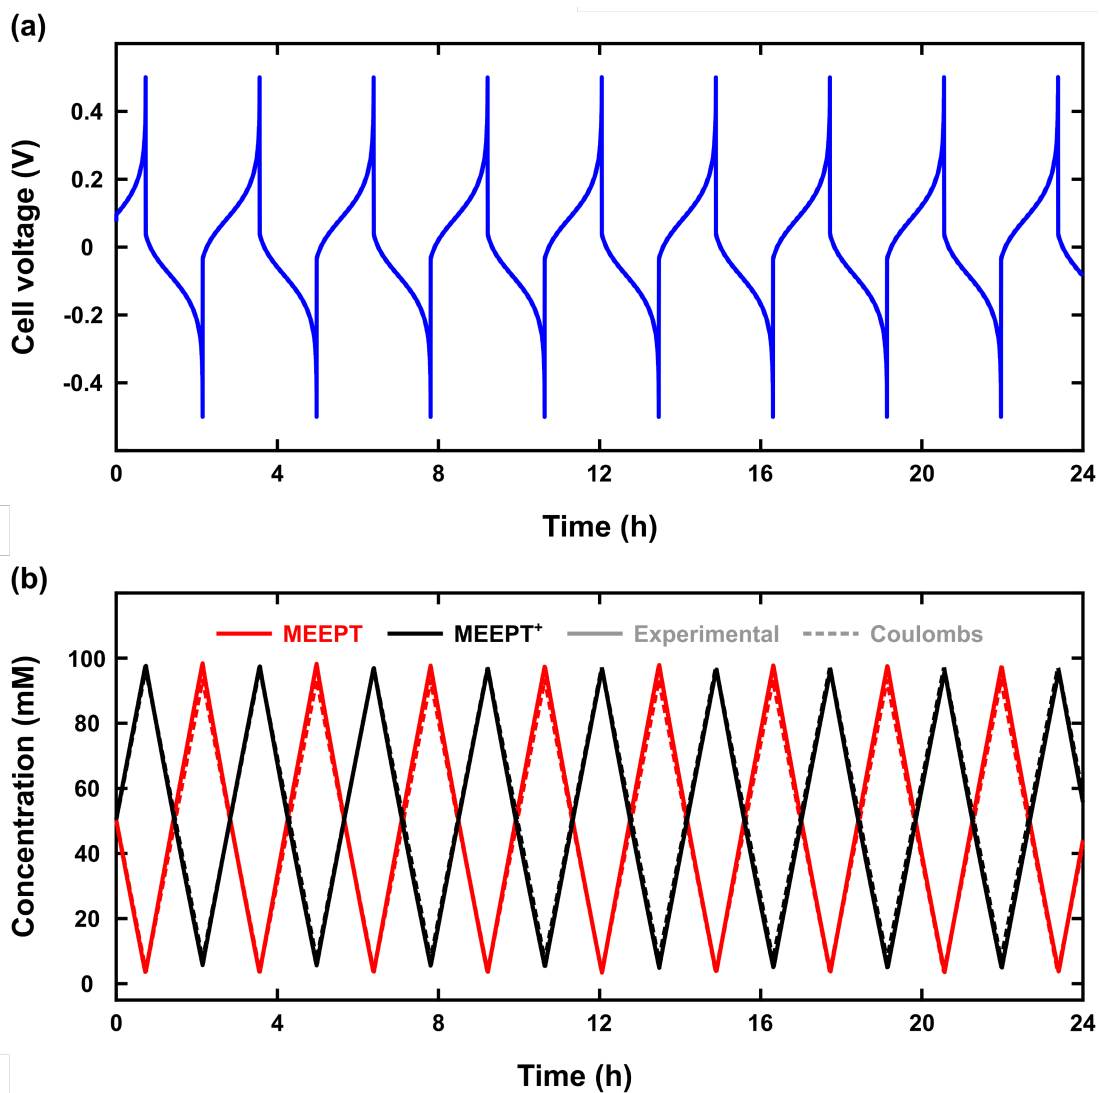 (a)
Cell voltage (V)
0.4
0.2
0
-0.2
-0.4
0 4 8 12 16 20 24
Time (h)
(b)
MEEPT MEEPT⁺ Experimental Coulombs
Concentration (mM)
100
80
60
40
20
0
0 4 8 12 16 20 24
Time (h)